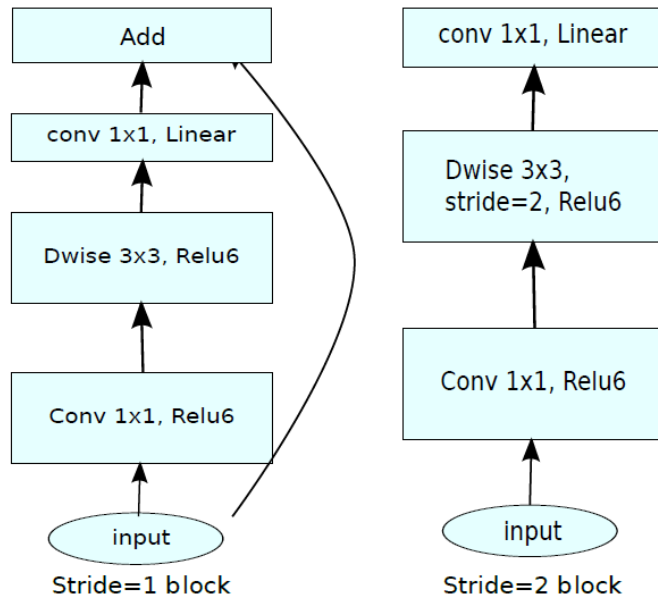 Add
conv 1x1, Linear
Dwise 3x3, Relu6
Conv 1x1, Relu6
input
Stride=1 block
conv 1x1, Linear
Dwise 3x3,
stride=2, Relu6
Conv 1x1, Relu6
input
Stride=2 block